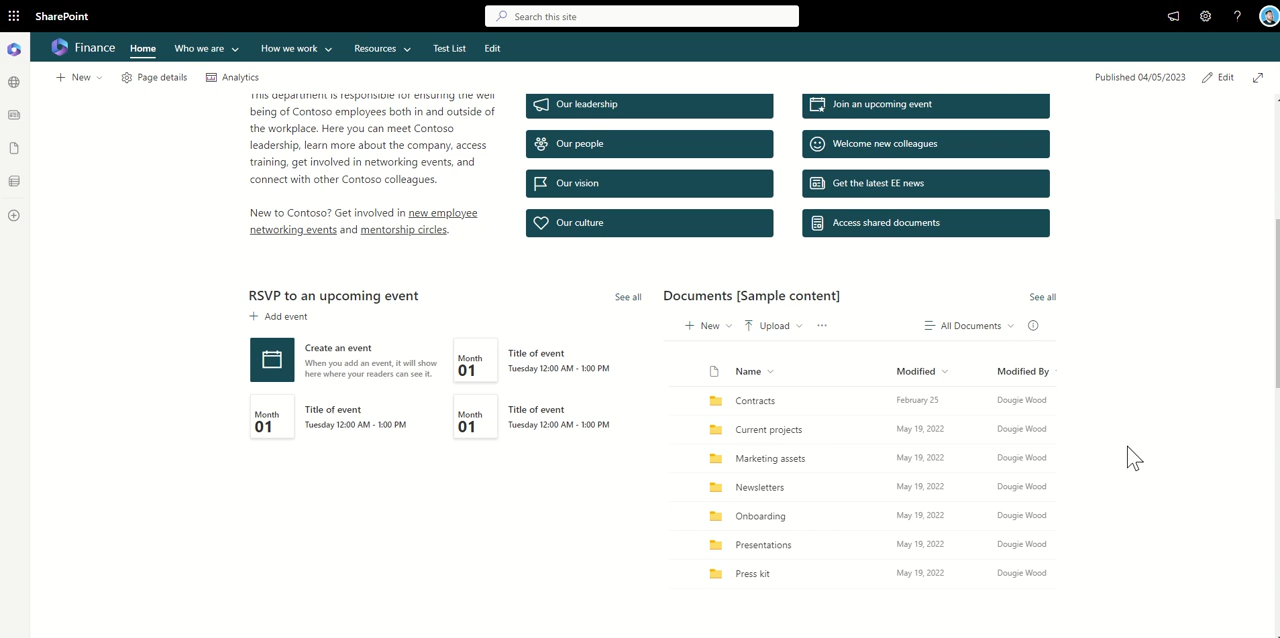 SharePoint
Search this site
Finance
Home
Who we are
How we work
Resources
Test List
Edit
New
Page details
Analytics
Published 04/05/2023
Edit
This department is responsible for ensuring the well
being of Contoso employees both in and outside of
the workplace. Here you can meet Contoso
leadership, learn more about the company, access
training, get involved in networking events, and
connect with other Contoso colleagues.
New to Contoso? Get involved in new employee
networking events and mentorship circles.
Our leadership
Our people
Our vision
Our culture
Join an upcoming event
Welcome new colleagues
Get the latest EE news
Access shared documents
RSVP to an upcoming event
See all
Add event
Create an event
When you add an event, it will show
here where your readers can see it.
Month
01
Title of event
Tuesday 12:00 AM - 1:00 PM
Month
01
Title of event
Tuesday 12:00 AM - 1:00 PM
Month
01
Title of event
Tuesday 12:00 AM - 1:00 PM
Documents [Sample content]
See all
New
Upload
...
All Documents
Name
Modified
Modified By
Contracts
February 25
Dougie Wood
Current projects
May 19, 2022
Dougie Wood
Marketing assets
May 19, 2022
Dougie Wood
Newsletters
May 19, 2022
Dougie Wood
Onboarding
May 19, 2022
Dougie Wood
Presentations
May 19, 2022
Dougie Wood
Press kit
May 19, 2022
Dougie Wood